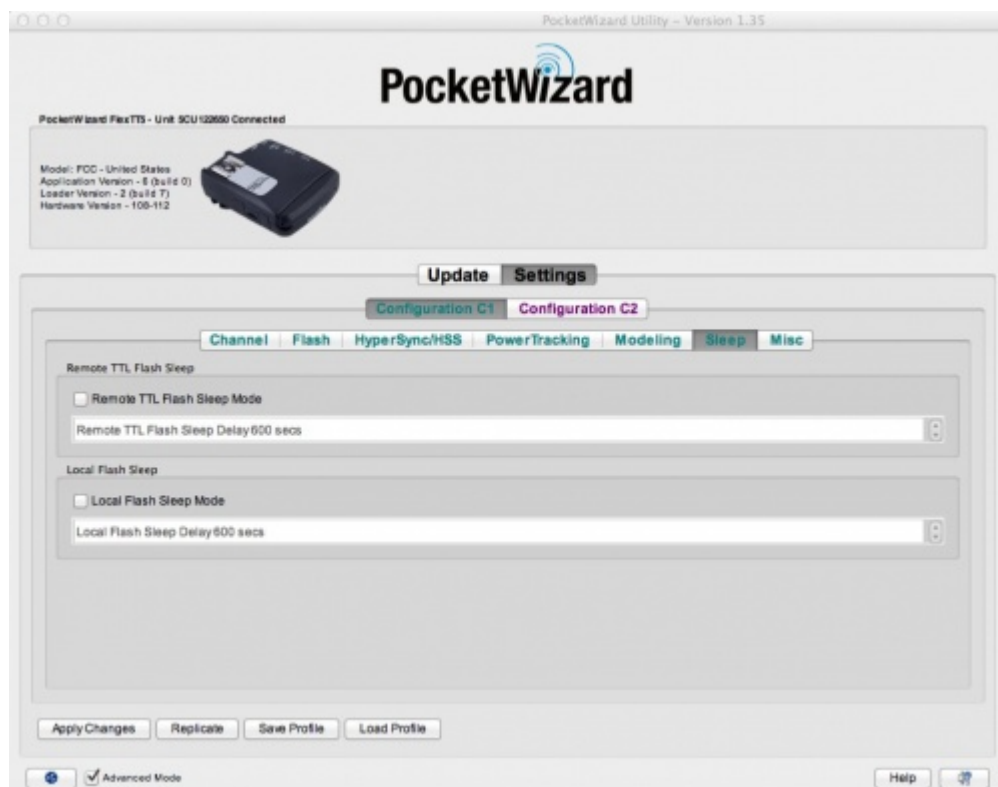 PocketWizard Utility – Version 1.35
PocketWizard
PocketWizard FlexTT5 - Unit 5CU122650 Connected
Model: FCC - United States
Application Version - 6 (build 0)
Loader Version - 2 (build 7)
Hardware Version - 106-112
Update Settings
Configuration C1 Configuration C2
Channel Flash HyperSync/HSS PowerTracking Modeling Sleep Misc
Remote TTL Flash Sleep
Remote TTL Flash Sleep Mode
Remote TTL Flash Sleep Delay 600 secs
Local Flash Sleep
Local Flash Sleep Mode
Local Flash Sleep Delay 600 secs
Apply Changes Replicate Save Profile Load Profile
Advanced Mode Help